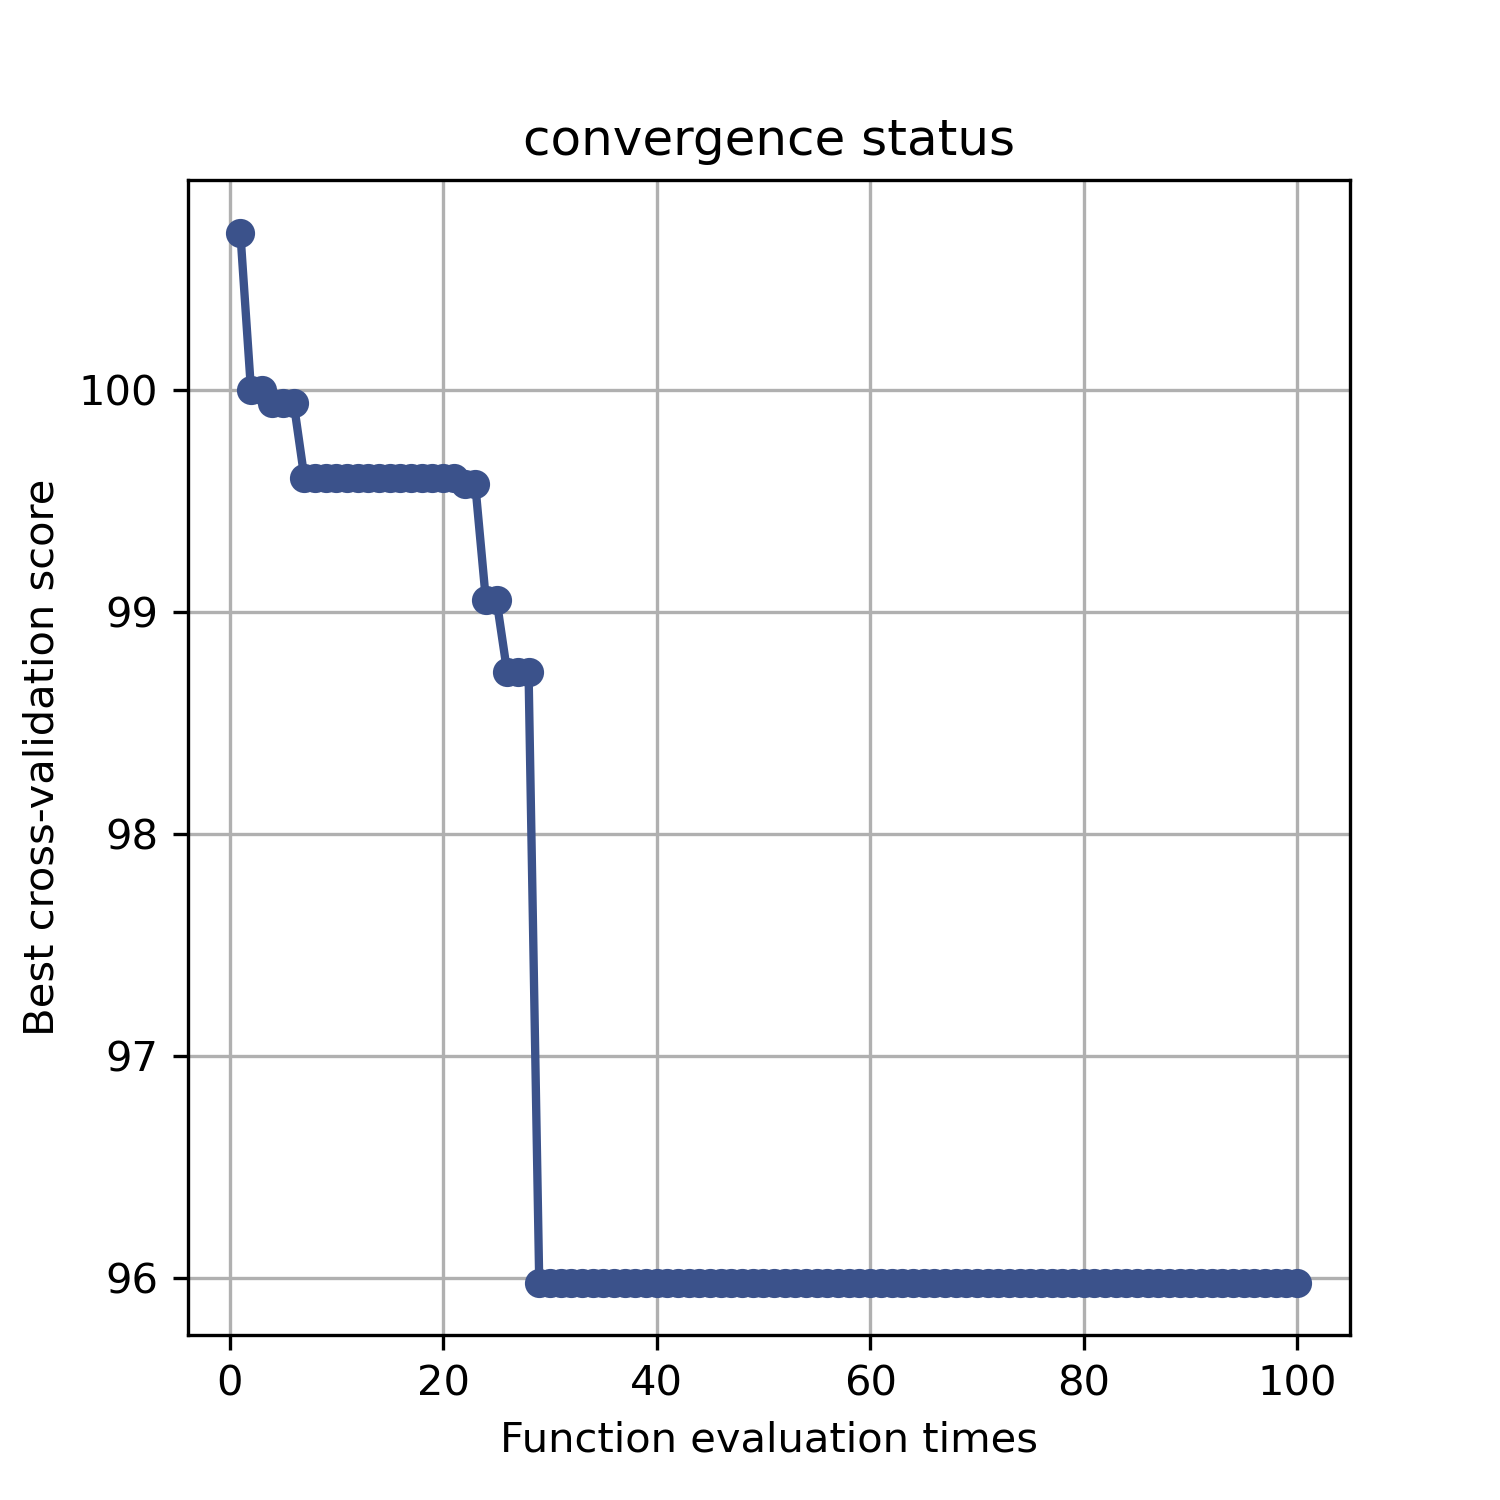 convergence status
Best cross-validation score
100
99
98
97
96
0 20 40 60 80 100
Function evaluation times